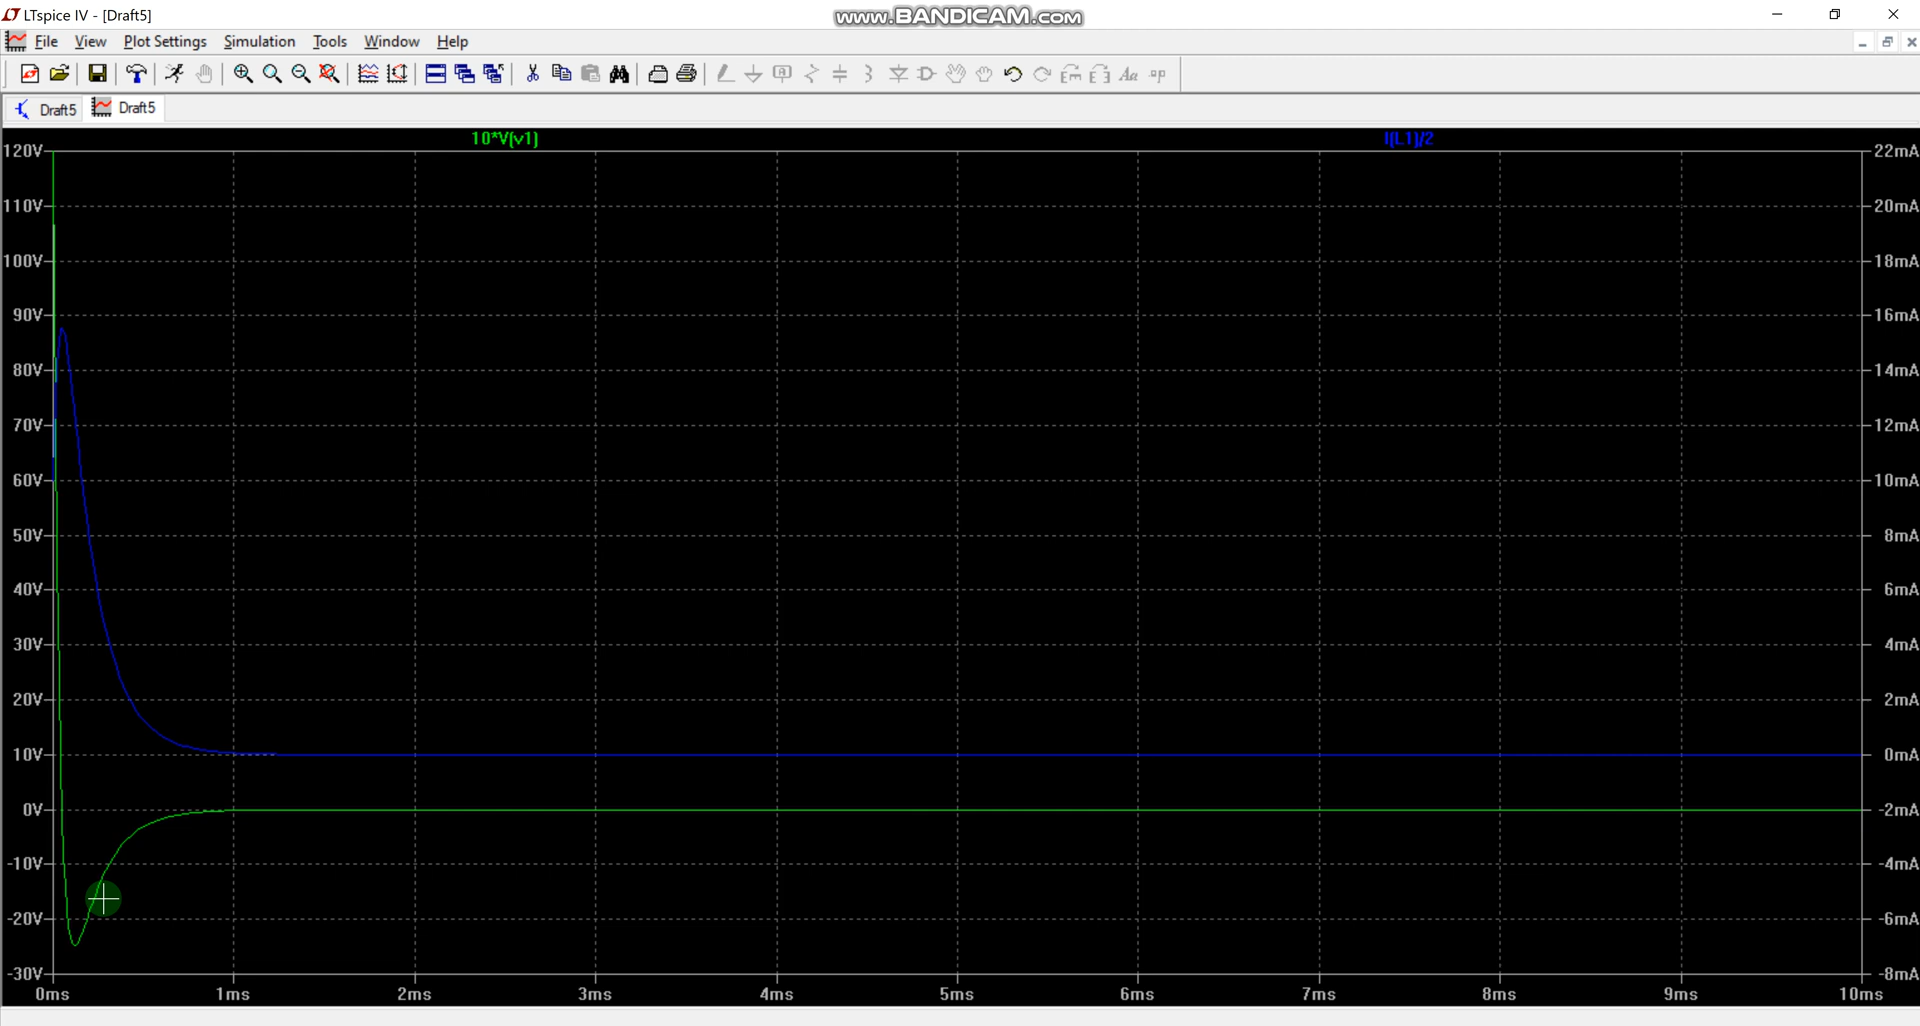 LTspice IV - [Draft5]
www.BANDICAM.com
File View Plot Settings Simulation Tools Window Help
Draft5 Draft5
10*V(v1) I(L1)/2
120V 22mA
110V 20mA
100V 18mA
90V 16mA
80V 14mA
70V 12mA
60V 10mA
50V 8mA
40V 6mA
30V 4mA
20V 2mA
10V 0mA
0V -2mA
-10V -4mA
-20V -6mA
-30V -8mA
0ms 1ms 2ms 3ms 4ms 5ms 6ms 7ms 8ms 9ms 10ms